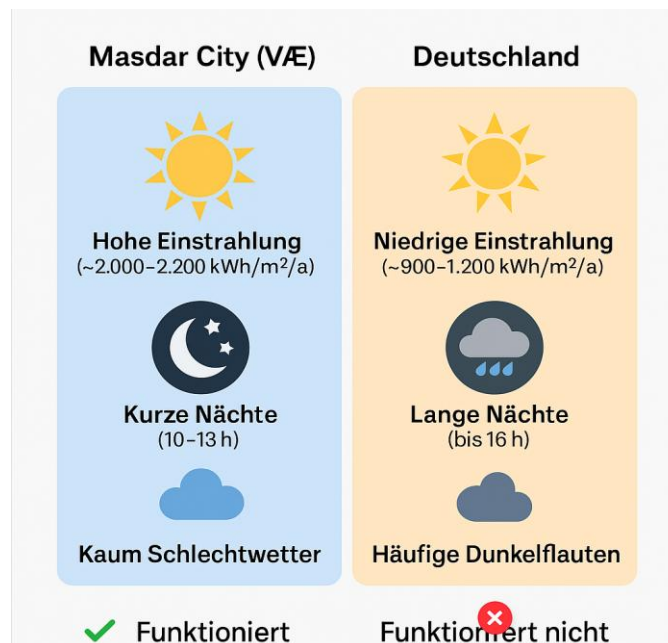 Masdar City (VÆ)
Hohe Einstrahlung
(~2.000–2.200 kWh/m²/a)
Kurze Nächte
(10–13 h)
Kaum Schlechtwetter
Funktioniert
Deutschland
Niedrige Einstrahlung
(~900–1.200 kWh/m²/a)
Lange Nächte
(bis 16 h)
Häufige Dunkelflauten
Funktioniert nicht